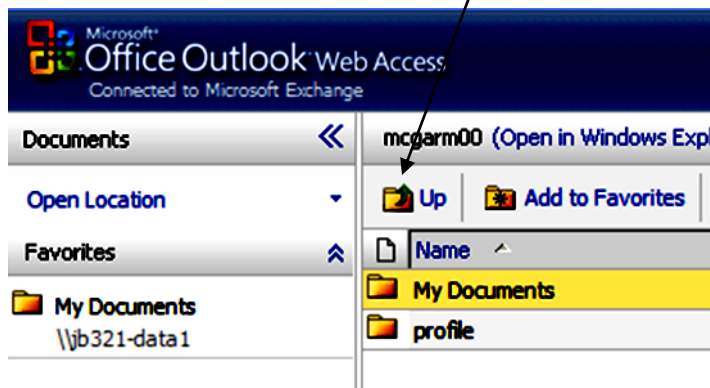 Microsoft®
Office Outlook Web Access
Connected to Microsoft Exchange
Documents
Open Location
Favorites
My Documents
\\jb321-data1
mcgarm00 (Open in Windows Expl
Up Add to Favorites
Name
My Documents
profile